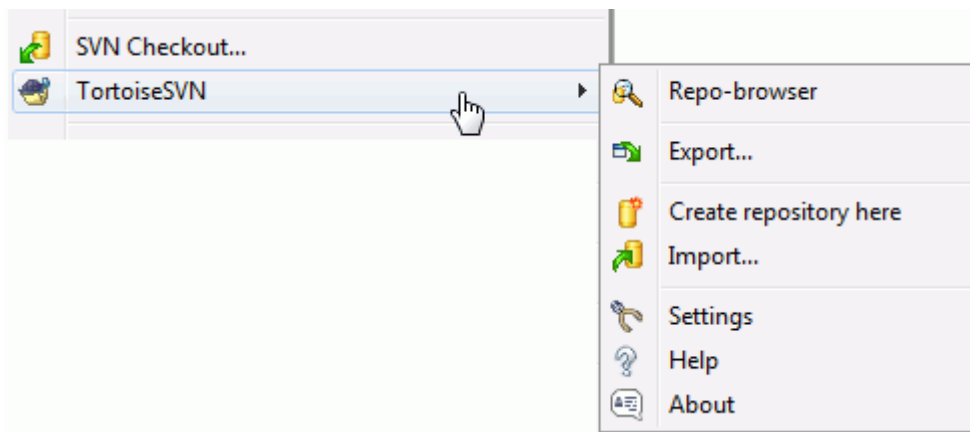 SVN Checkout...
TortoiseSVN
Repo-browser
Export...
Create repository here
Import...
Settings
Help
About